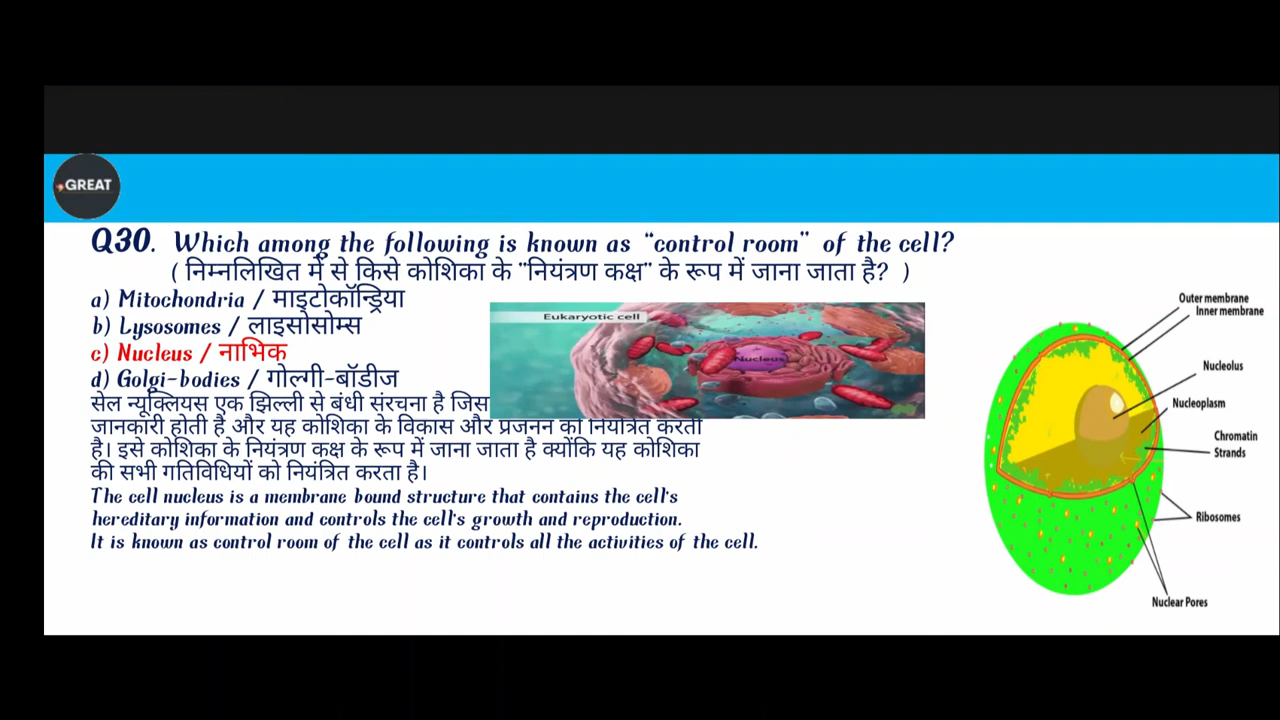 GREAT
Q30. Which among the following is known as “control room” of the cell?
( निम्नलिखित में से किसे कोशिका के "नियंत्रण कक्ष" के रूप में जाना जाता है? )
a) Mitochondria / माइटोकॉन्ड्रिया
b) Lysosomes / लाइसोसोम्स
c) Nucleus / नाभिक
d) Golgi-bodies / गोल्गी-बॉडीज
सेल न्यूक्लियस एक झिल्ली से बंधी संरचना है जिस
जानकारी होती है और यह कोशिका के विकास और प्रजनन को नियंत्रित करती
है। इसे कोशिका के नियंत्रण कक्ष के रूप में जाना जाता है क्योंकि यह कोशिका
की सभी गतिविधियों को नियंत्रित करता है।
The cell nucleus is a membrane bound structure that contains the cell's
hereditary information and controls the cell's growth and reproduction.
It is known as control room of the cell as it controls all the activities of the cell.
Eukaryotic cell
Nucleus
Outer membrane
Inner membrane
Nucleolus
Nucleoplasm
Chromatin
Strands
Ribosomes
Nuclear Pores